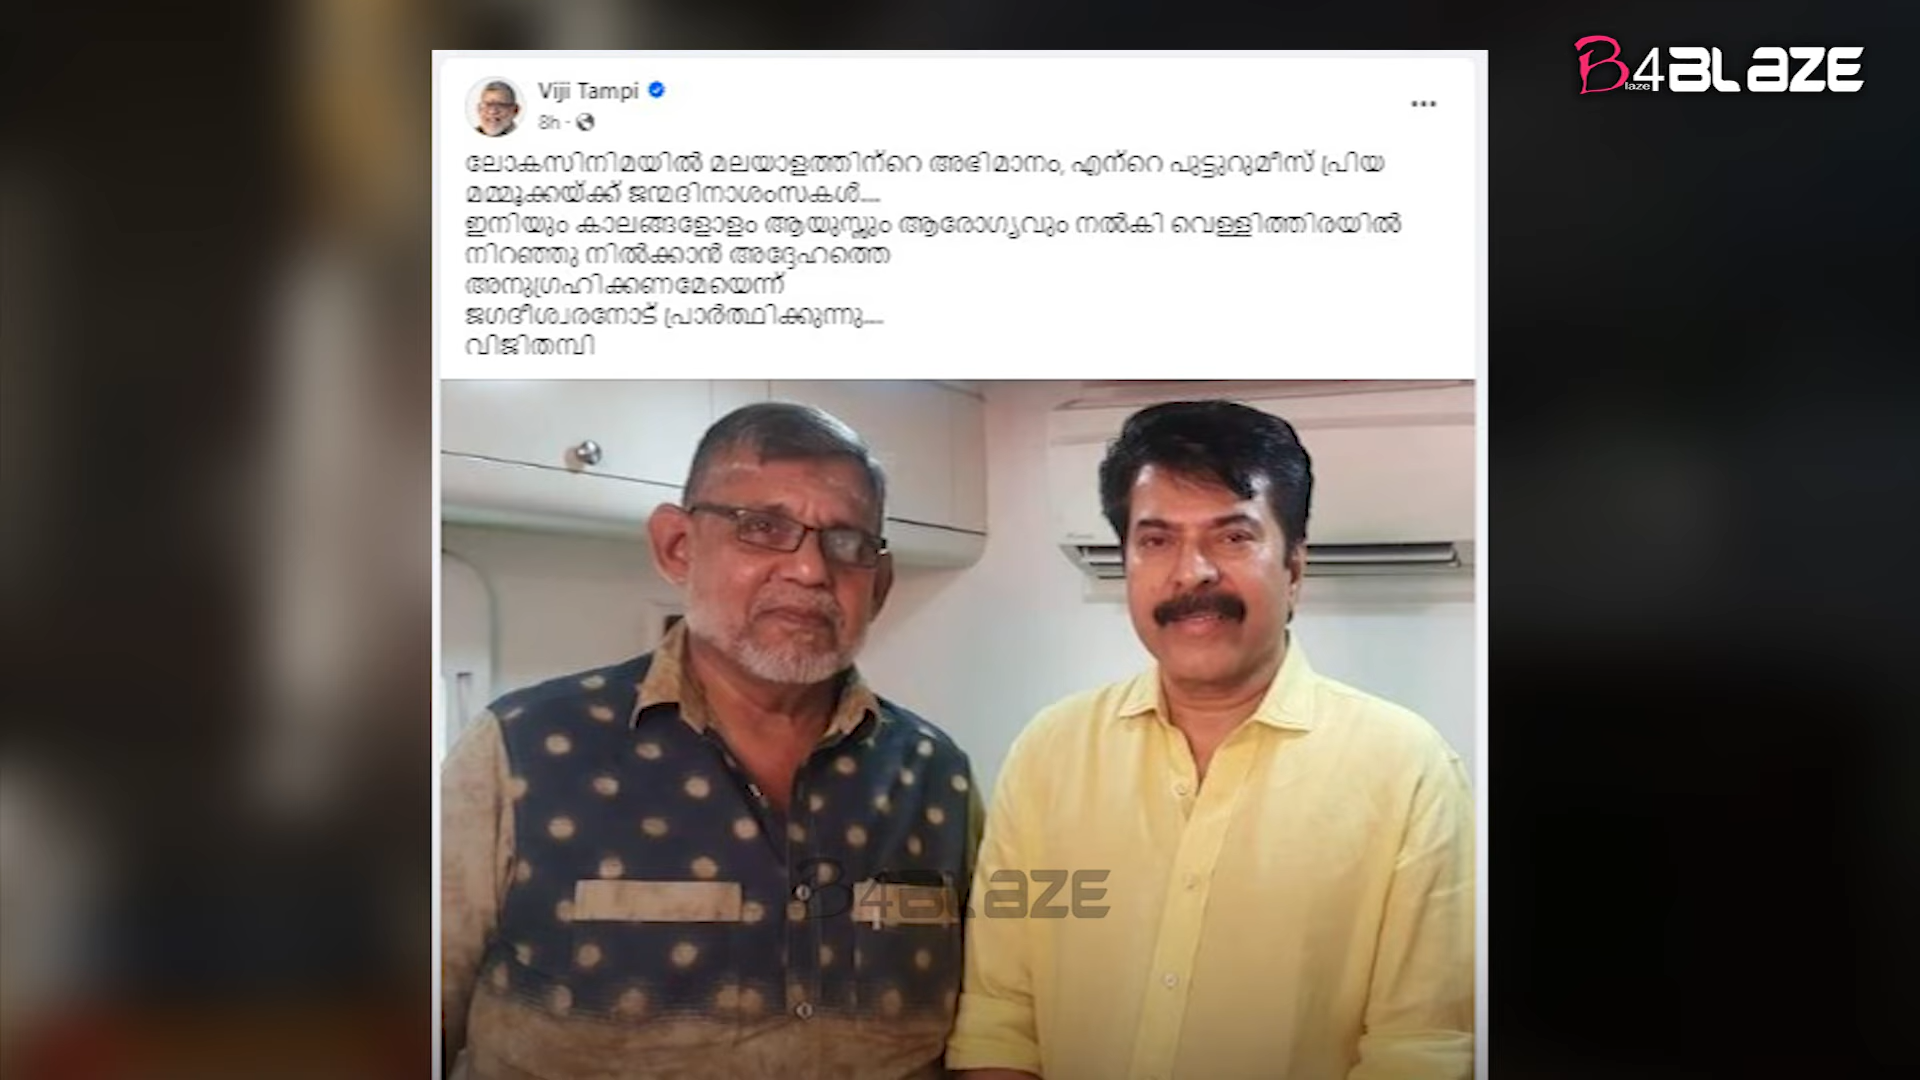 B4BLAZE
laze
Viji Tampi
8h ·
ലോകസിനിമയിൽ മലയാളത്തിന്റെ അഭിമാനം, എന്റെ പുട്ടുറുമീസ് പ്രിയ
മമ്മൂക്കയ്ക്ക് ജന്മദിനാശംസകൾ.....
ഇനിയും കാലങ്ങളോളം ആയുസ്സും ആരോഗ്യവും നൽകി വെള്ളിത്തിരയിൽ
നിറഞ്ഞു നിൽക്കാൻ അദ്ദേഹത്തെ
അനുഗ്രഹിക്കണമേയെന്ന്
ജഗദീശ്വരനോട് പ്രാർത്ഥിക്കുന്നു.....
വിജിതമ്പി
B4BLAZE